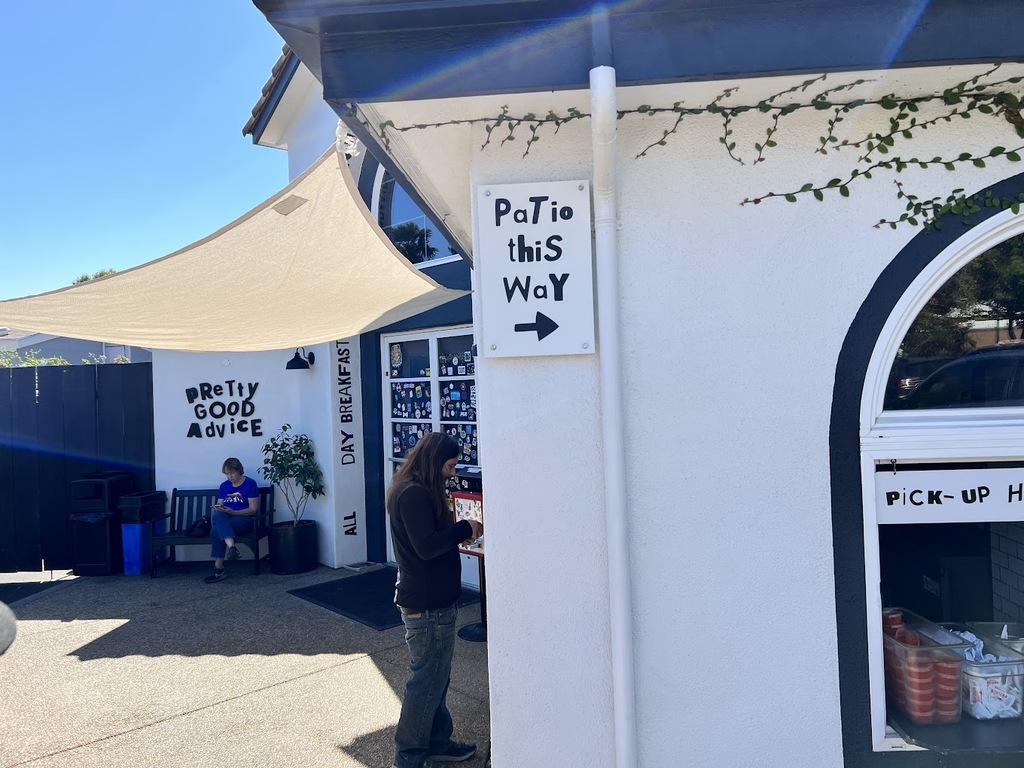 PaTio
thiS
WaY
PReTTy
GOOD
AdvicE
ALL DAY BREAKFAST
PiCK-UP H